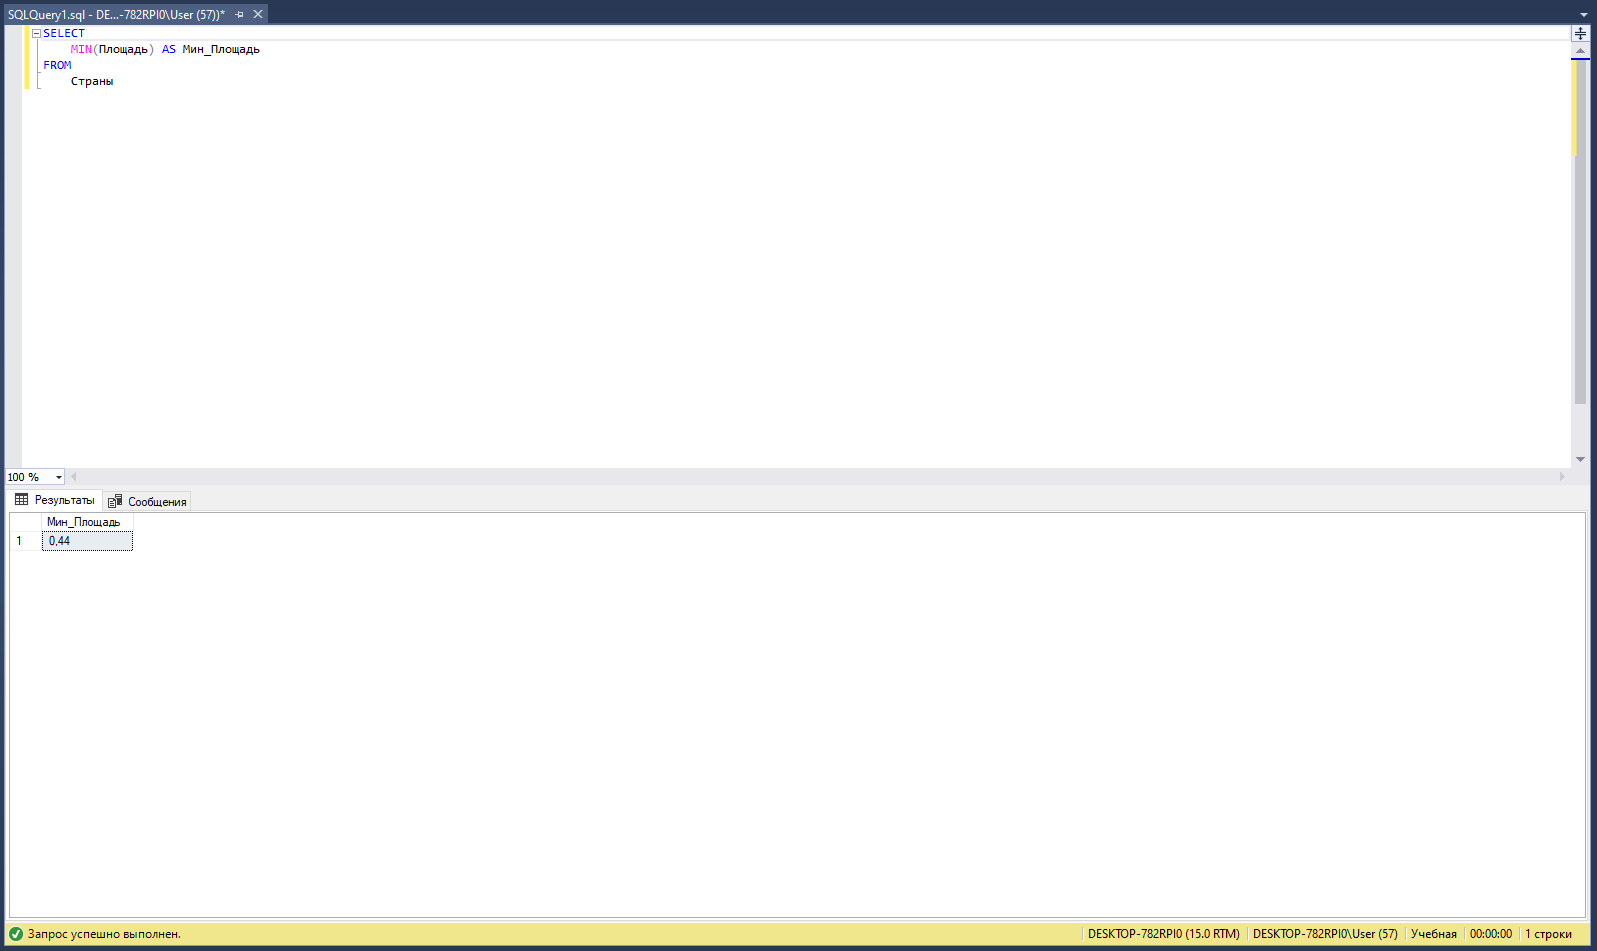 SQLQuery1.sql - DE...-782RPI0\User (57))*
SELECT
MIN(Площадь) AS Мин_Площадь
FROM
Страны
100 %
Результаты Сообщения
Мин_Площадь
1 0,44
Запрос успешно выполнен. DESKTOP-782RPI0 (15.0 RTM) DESKTOP-782RPI0\User (57) Учебная 00:00:00 1 строки